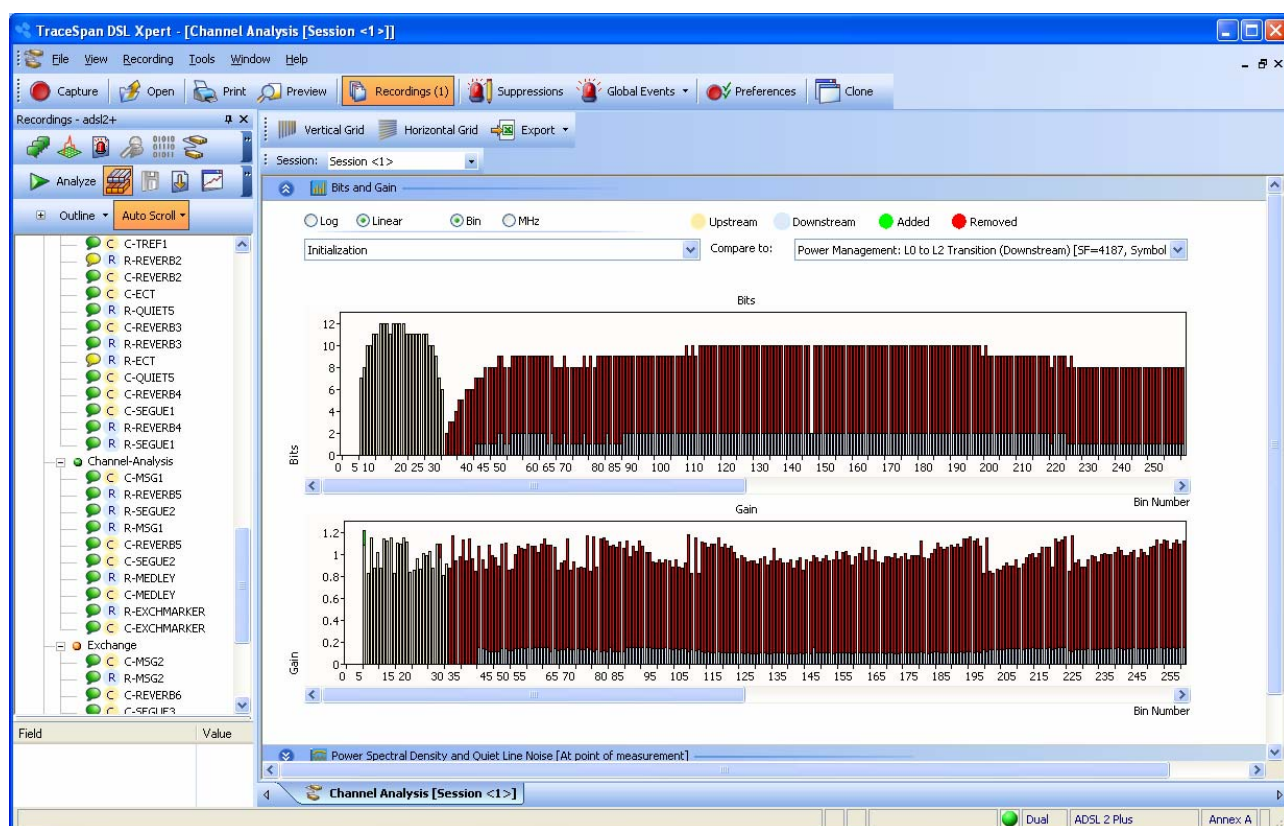 TraceSpan DSL Xpert - [Channel Analysis [Session <1>]]
File View Recording Tools Window Help
Capture Open Print Preview Recordings (1) Suppressions Global Events Preferences Clone
Recordings - adsl2+
Vertical Grid Horizontal Grid Export
Session: Session <1>
Analyze
Outline Auto Scroll
C C-TREF1
R R-REVERB2
C C-REVERB2
C C-ECT
R R-QUIET5
C C-REVERB3
R R-REVERB3
R R-ECT
C C-QUIET5
C C-REVERB4
C C-SEGUE1
R R-REVERB4
R R-SEGUE1
Channel-Analysis
C C-MSG1
R R-REVERB5
R R-SEGUE2
R R-MSG1
C C-REVERB5
C C-SEGUE2
R R-MEDLEY
C C-MEDLEY
R R-EXCHMARKER
C C-EXCHMARKER
Exchange
C C-MSG2
R R-MSG2
C C-REVERB6
C C-SEGUE3
Field Value
Bits and Gain
Log Linear Bin MHz Upstream Downstream Added Removed
Initialization Compare to: Power Management: L0 to L2 Transition (Downstream) [SF=4187, Symbol
Bits
12
10
8
6
4
2
0
Bits
0 5 10 20 25 30 40 45 50 60 65 70 80 85 90 100 110 120 130 140 150 160 170 180 190 200 210 220 230 240 250
Bin Number
Gain
1.2
1
0.8
0.6
0.4
0.2
0
Gain
0 5 15 20 30 35 45 50 55 65 70 80 85 95 105 115 125 135 145 155 165 175 185 195 205 215 225 235 245 255
Bin Number
Power Spectral Density and Quiet Line Noise [At point of measurement]
Channel Analysis [Session <1>]
Dual ADSL 2 Plus Annex A